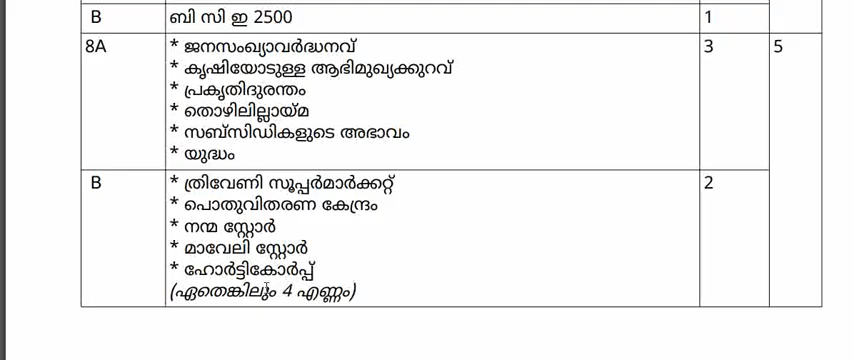 B ബി സി ഇ 2500 1
8A * ജനസംഖ്യാവർദ്ധനവ് 3 5
* കൃഷിയോടുള്ള ആഭിമുഖ്യക്കുറവ്
* പ്രകൃതിദുരന്തം
* തൊഴിലില്ലായ്മ
* സബ്സിഡികളുടെ അഭാവം
* യുദ്ധം
B * ത്രിവേണി സൂപ്പർമാർക്കറ്റ് 2
* പൊതുവിതരണ കേന്ദ്രം
* നന്മ സ്റ്റോർ
* മാവേലി സ്റ്റോർ
* ഹോർട്ടികോർപ്പ്
(ഏതെങ്കിലും 4 എണ്ണം)